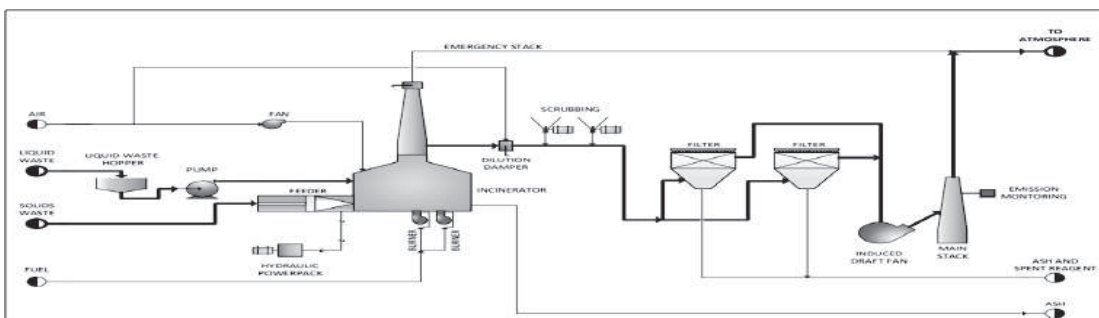 TO
ATMOSPHERE
EMERGENCY STACK
SCRUBBING
AIR
FAN
LIQUID
WASTE
LIQUID WASTE
HOPPER
PUMP
DILUTION
DAMPER
FILTER
FILTER
FEEDER
INCINERATOR
EMISSION
MONTORING
SOLIDS
WASTE
BURNER
BURNER
HYDRAULIC
POWERPACK
INDUCED
DRAFT FAN
MAIN
STACK
FUEL
ASH AND
SPENT REAGENT
ASH